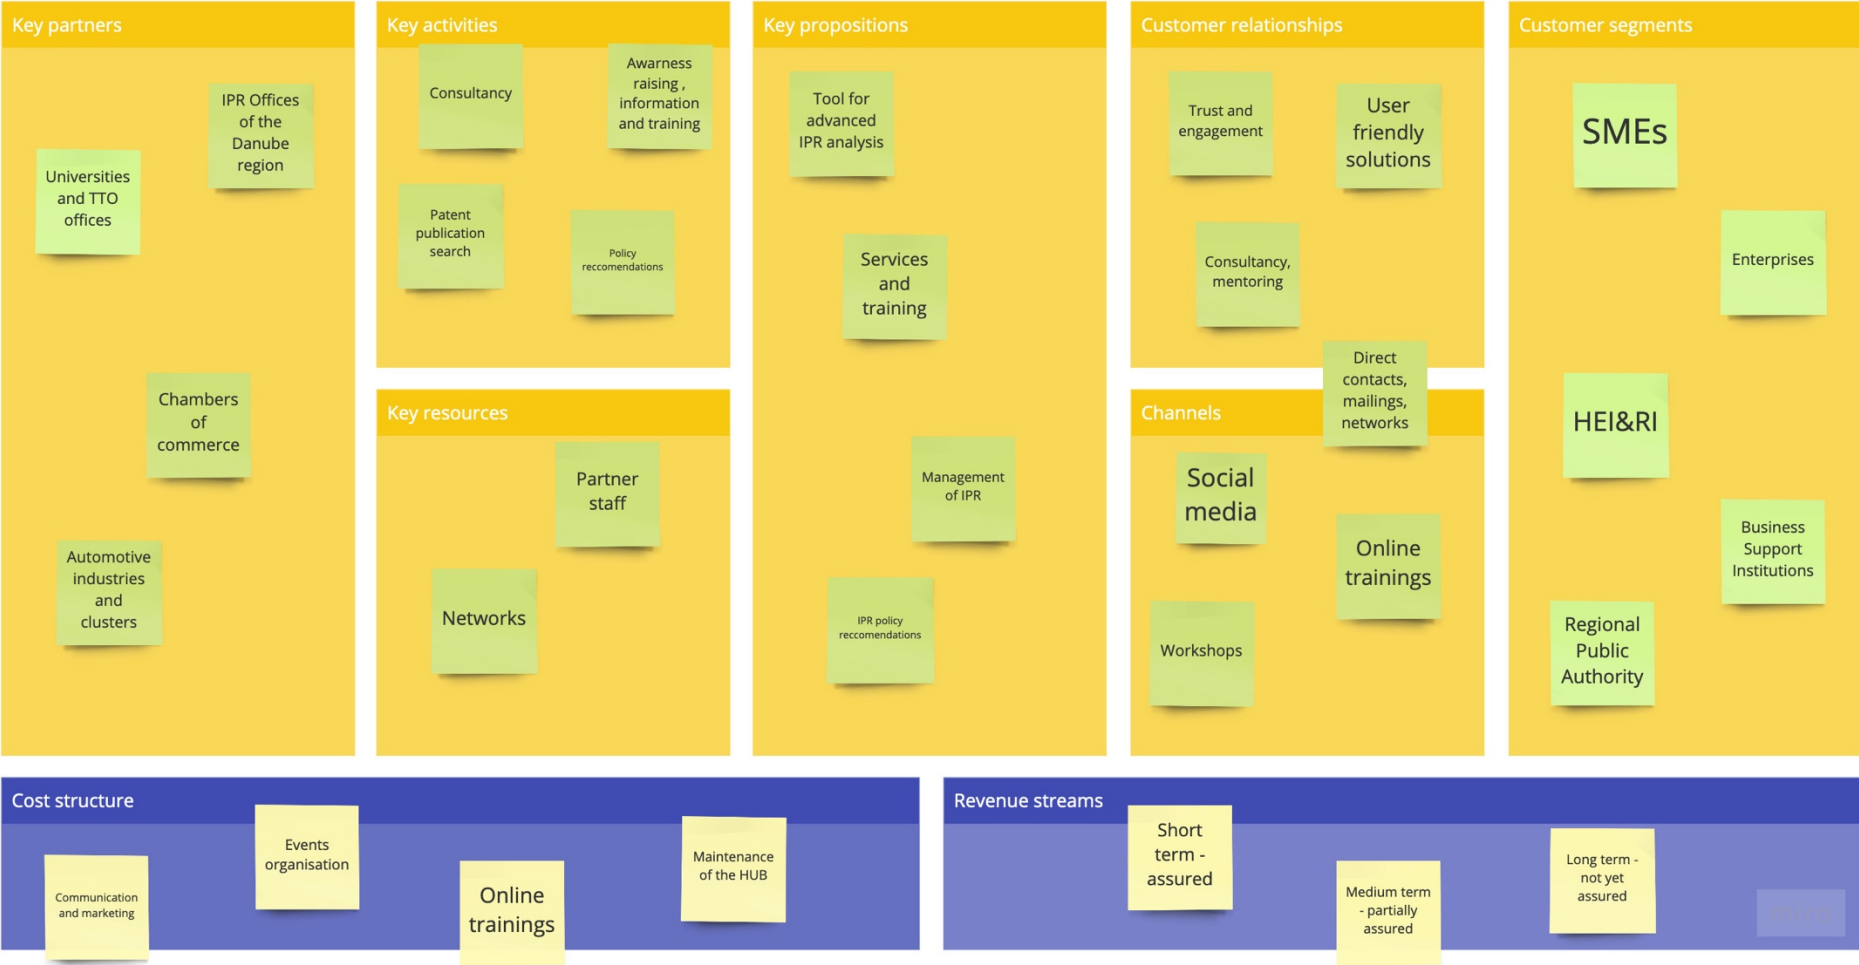 Key partners
IPR Offices
of the
Danube
region
Universities
and TTO
offices
Chambers
of
commerce
Automotive
industries
and
clusters
Key activities
Consultancy
Awarness
raising ,
information
and training
Patent
publication
search
Policy
reccomendations
Key resources
Partner
staff
Networks
Key propositions
Tool for
advanced
IPR analysis
Services
and
training
Management
of IPR
IPR policy
reccomendations
Customer relationships
Trust and
engagement
User
friendly
solutions
Consultancy,
mentoring
Direct
contacts,
mailings,
networks
Channels
Social
media
Online
trainings
Workshops
Customer segments
SMEs
Enterprises
HEI&RI
Business
Support
Institutions
Regional
Public
Authority
Cost structure
Communication
and marketing
Events
organisation
Online
trainings
Maintenance
of the HUB
Revenue streams
Short
term -
assured
Medium term
- partially
assured
Long term -
not yet
assured